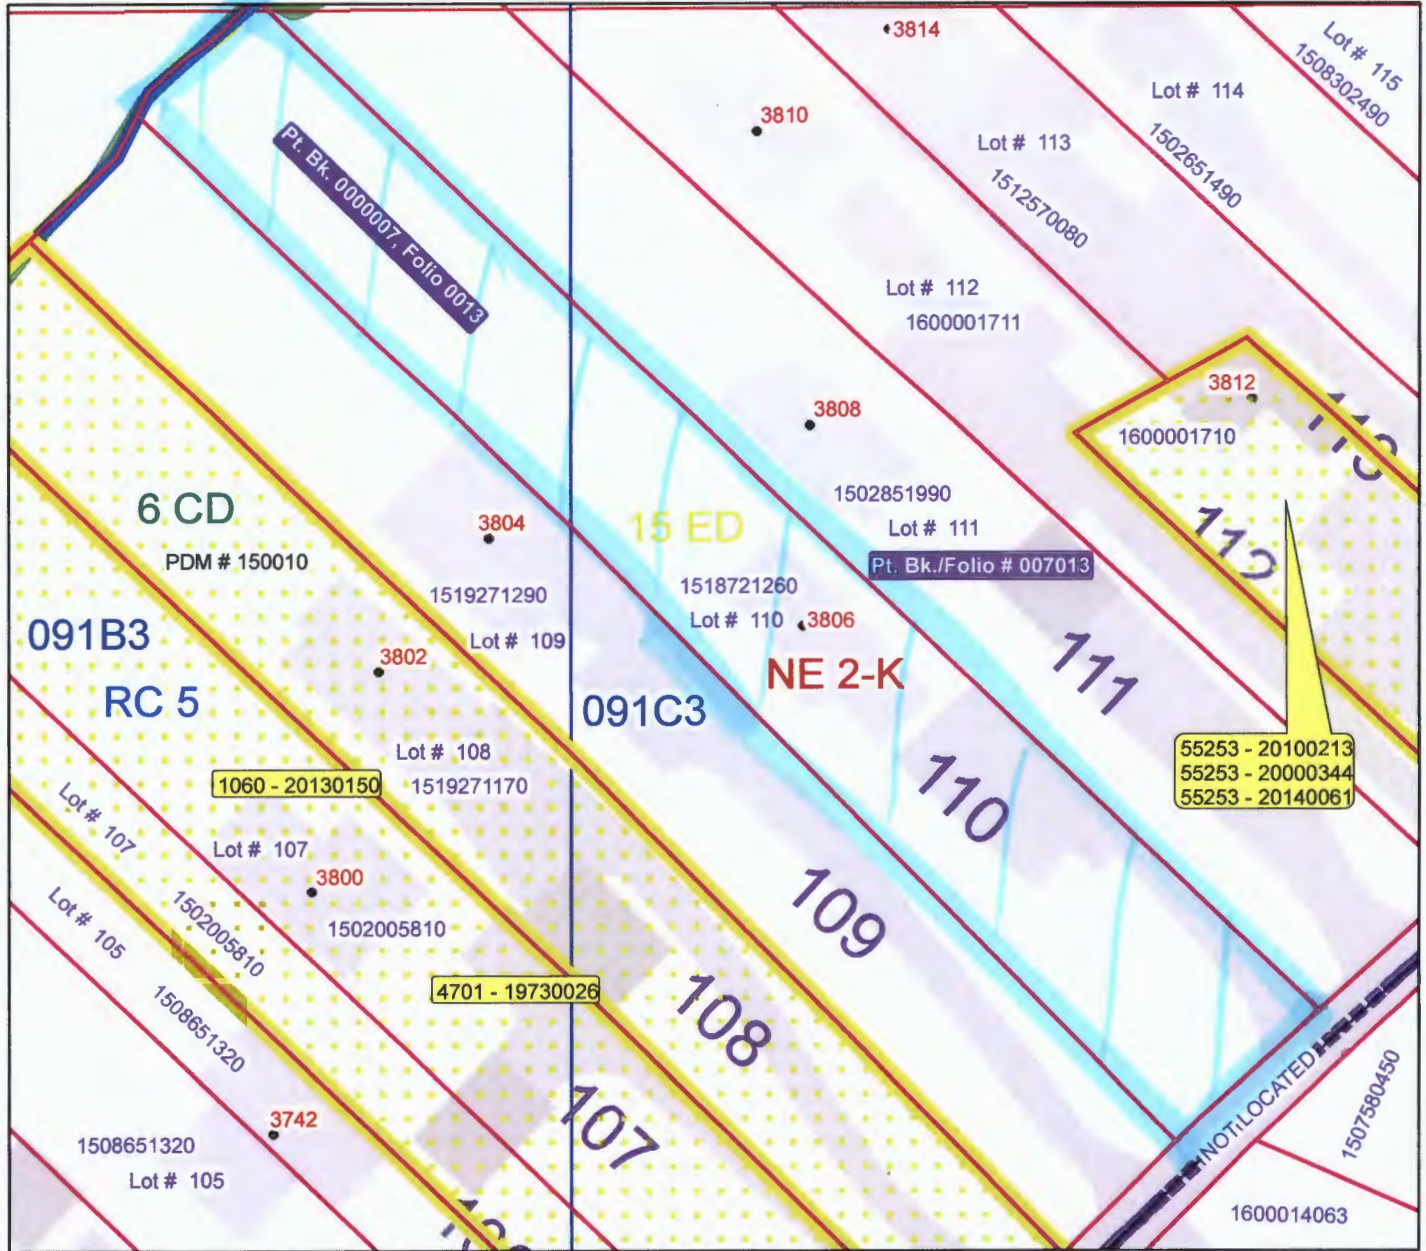 3814
Lot # 115
1508302490
Lot # 114
3810
1502651490
Lot # 113
1512570080
Pt. Bk. 0000007, Folio 0013
Lot # 112
1600001711
3812
113
1600001710
3808
112
1502851990
Lot # 111
Pt. Bk./Folio # 007013
6 CD
PDM # 150010
3804
15 ED
1519271290
1518721260
Lot # 110
3806
Lot # 109
091B3
3802
RC 5
NE 2-K
111
091C3
55253 - 20100213
55253 - 20000344
55253 - 20140061
Lot # 108
1519271170
1060 - 20130150
110
Lot # 107
Lot # 107
3800
1502005810
109
Lot # 105
1502005810
4701 - 19730026
108
1508651320
107
NOT LOCATED
1507580450
3742
1508651320
Lot # 105
1600014063